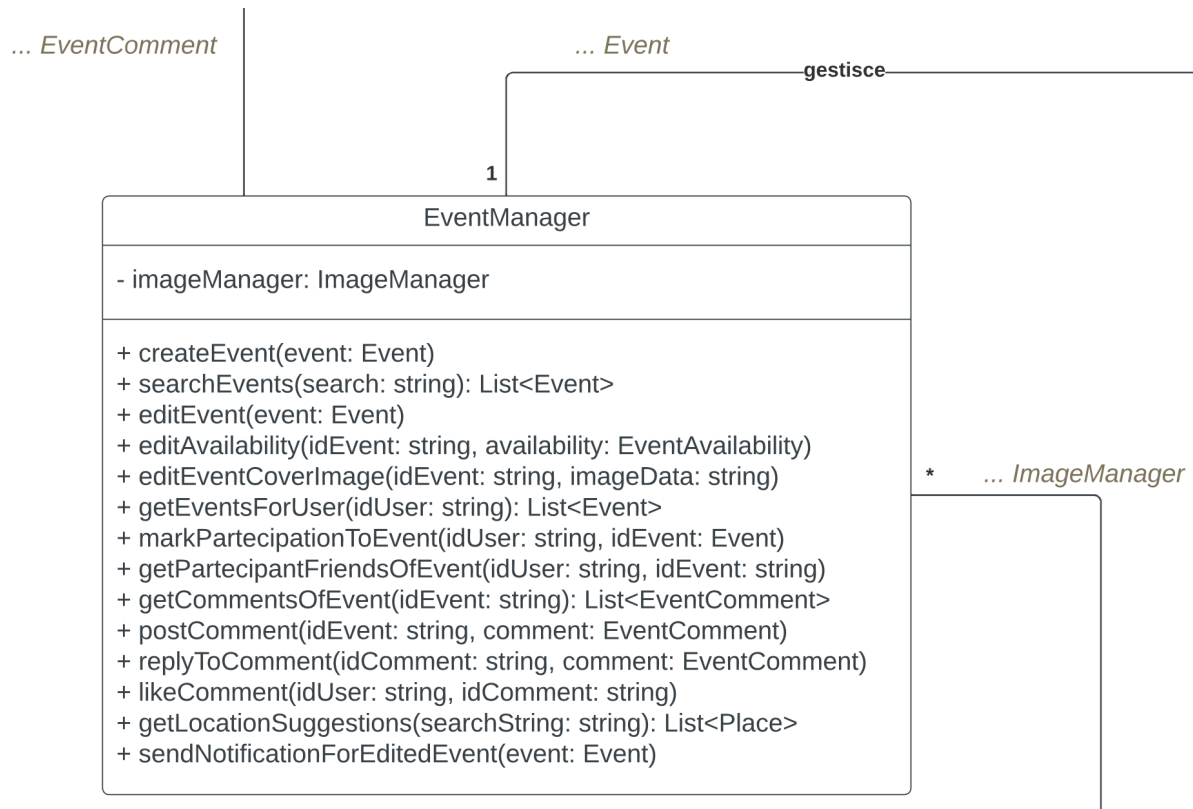 ... EventComment
... Event
gestisce
1
EventManager
- imageManager: ImageManager
+ createEvent(event: Event)
+ searchEvents(search: string): List<Event>
+ editEvent(event: Event)
+ editAvailability(idEvent: string, availability: EventAvailability)
+ editEventCoverImage(idEvent: string, imageData: string)
+ getEventsForUser(idUser: string): List<Event>
+ markPartecipationToEvent(idUser: string, idEvent: Event)
+ getPartecipantFriendsOfEvent(idUser: string, idEvent: string)
+ getCommentsOfEvent(idEvent: string): List<EventComment>
+ postComment(idEvent: string, comment: EventComment)
+ replyToComment(idComment: string, comment: EventComment)
+ likeComment(idUser: string, idComment: string)
+ getLocationSuggestions(searchString: string): List<Place>
+ sendNotificationForEditedEvent(event: Event)
*
... ImageManager